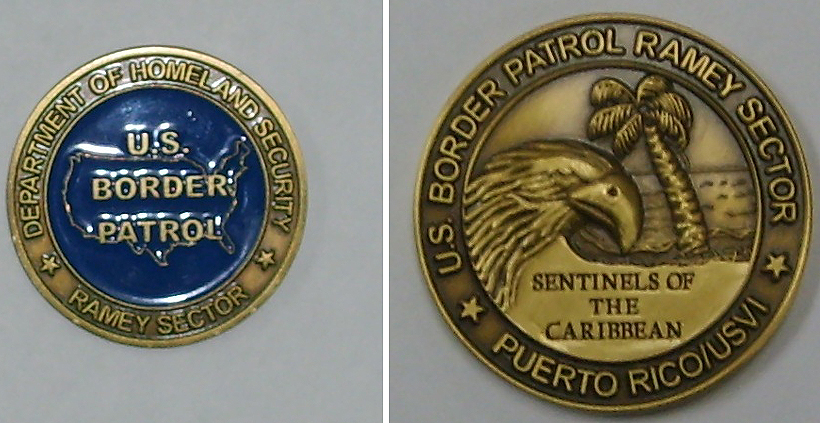 DEPARTMENT OF HOMELAND SECURITY
U.S.
BORDER
PATROL
RAMEY SECTOR
U.S. BORDER PATROL RAMEY SECTOR
SENTINELS OF
THE
CARIBBEAN
PUERTO RICO/USVI